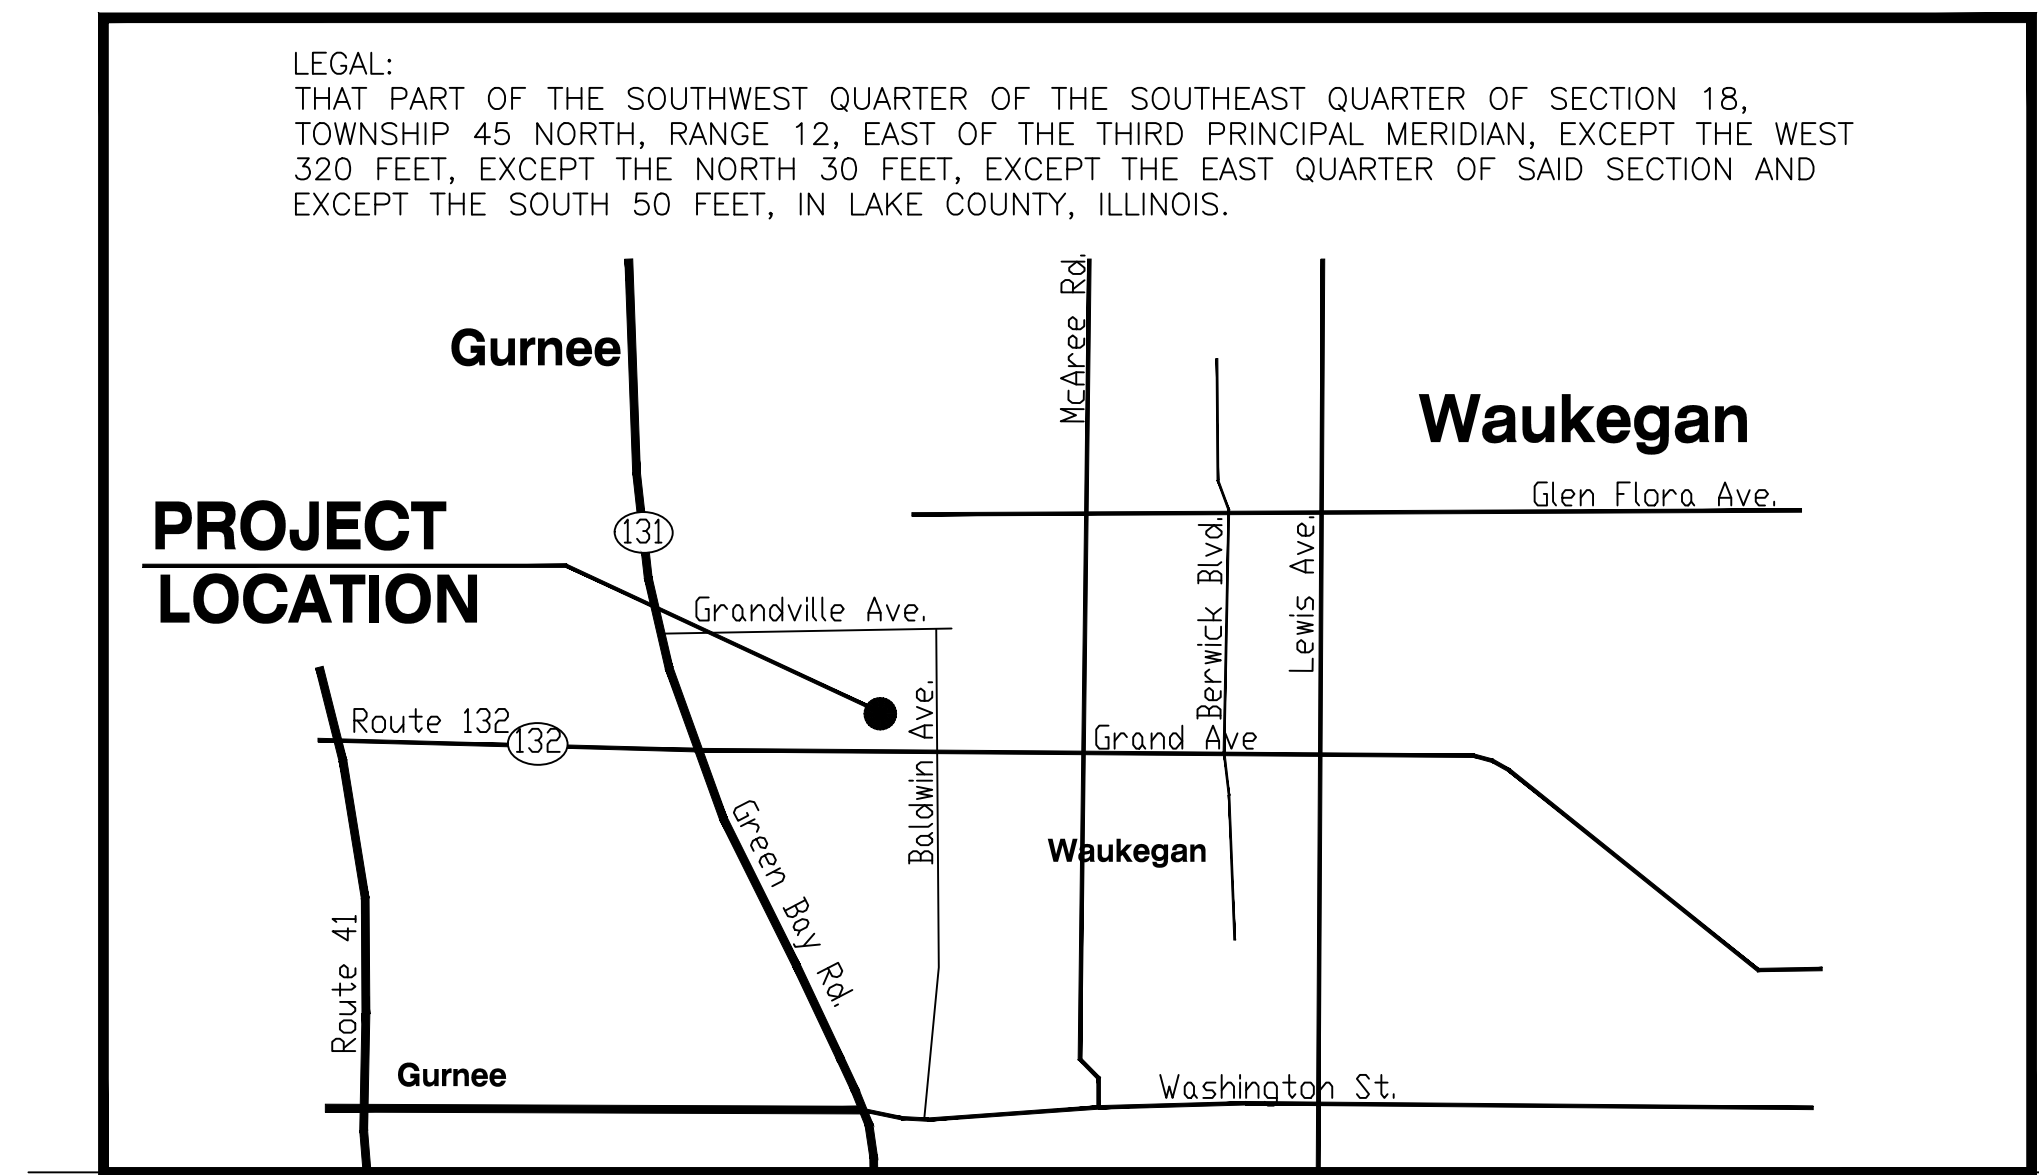 LEGAL:
THAT PART OF THE SOUTHWEST QUARTER OF THE SOUTHEAST QUARTER OF SECTION 18,
TOWNSHIP 45 NORTH, RANGE 12, EAST OF THE THIRD PRINCIPAL MERIDIAN, EXCEPT THE WEST
320 FEET, EXCEPT THE NORTH 30 FEET, EXCEPT THE EAST QUARTER OF SAID SECTION AND
EXCEPT THE SOUTH 50 FEET, IN LAKE COUNTY, ILLINOIS.
McAree Rd.
Gurnee
Waukegan
Glen Flora Ave.
PROJECT
LOCATION
131
Berwick Blvd.
Lewis Ave.
Grandville Ave.
Baldwin Ave.
Route 132
132
Grand Ave
Green Bay Rd.
Waukegan
Route 41
Gurnee
Washington St.